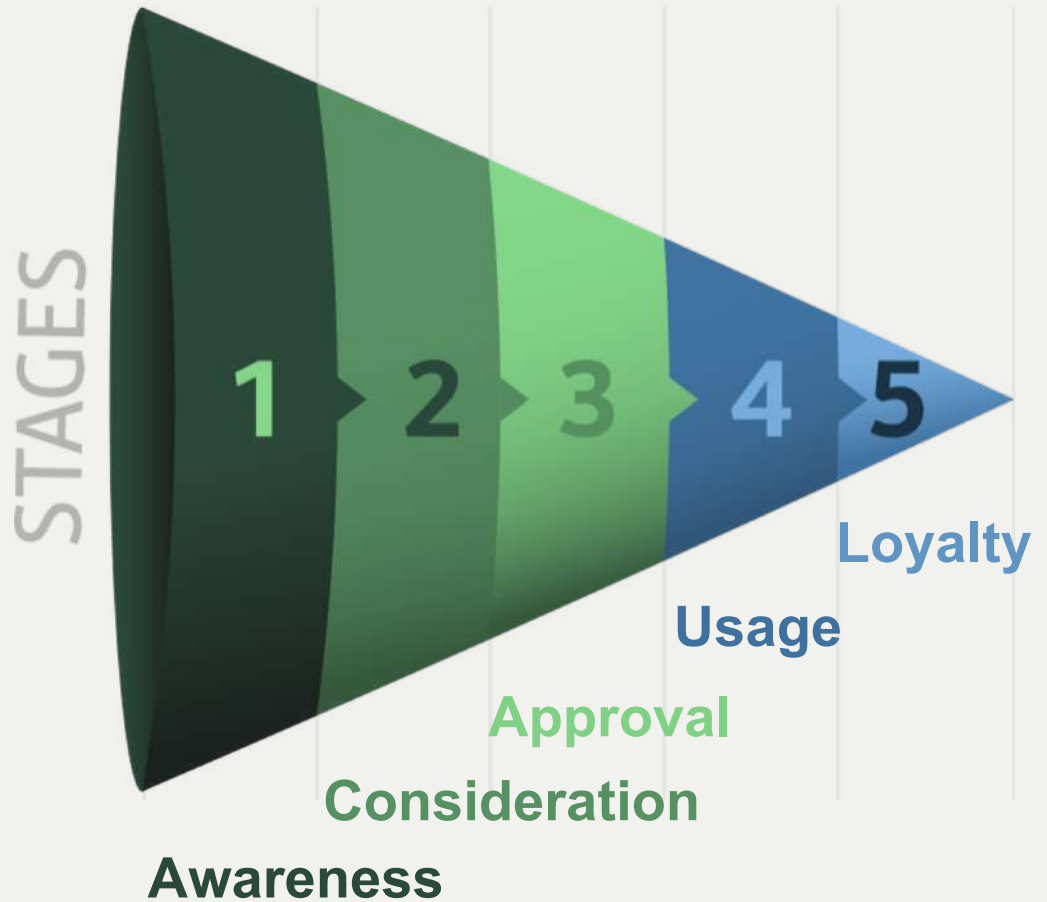 STAGES
1
2
3
4
5
Loyalty
Usage
Approval
Consideration
Awareness